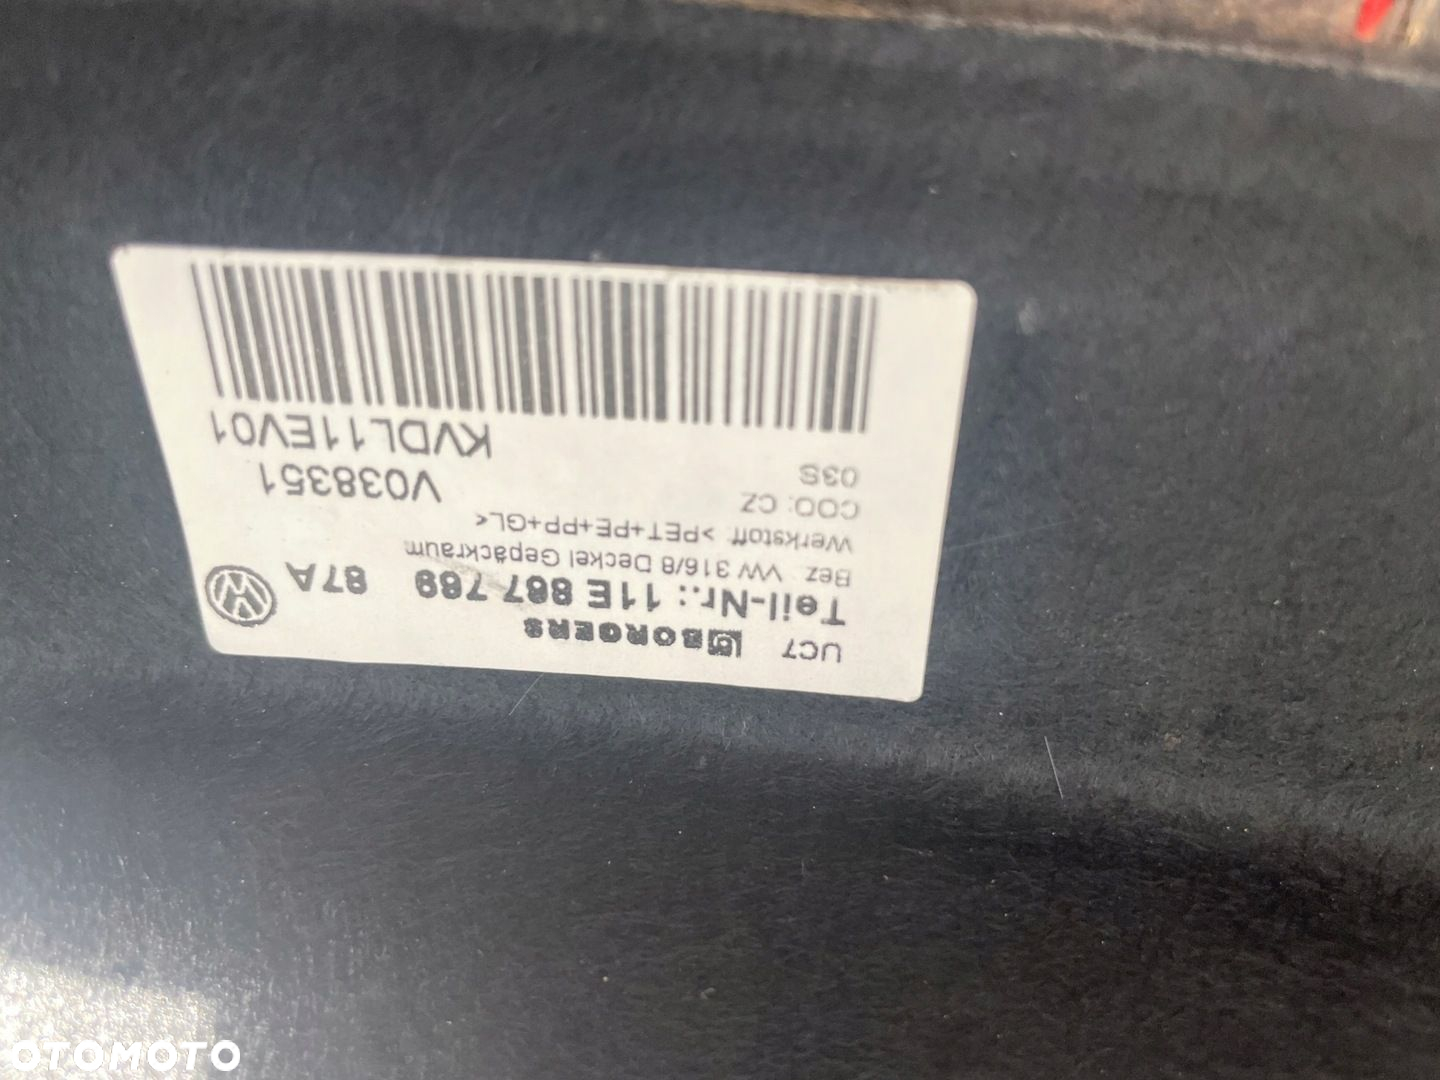 UC7 BORGERS
Teil-Nr.: 11E 867 769 87A
Bez. VW 316/8 Deckel Gepäckraum
Werkstoff: >PET+PE+PP+GL<
COO: CZ V038351
03S KVDL11EV01
OTOMOTO